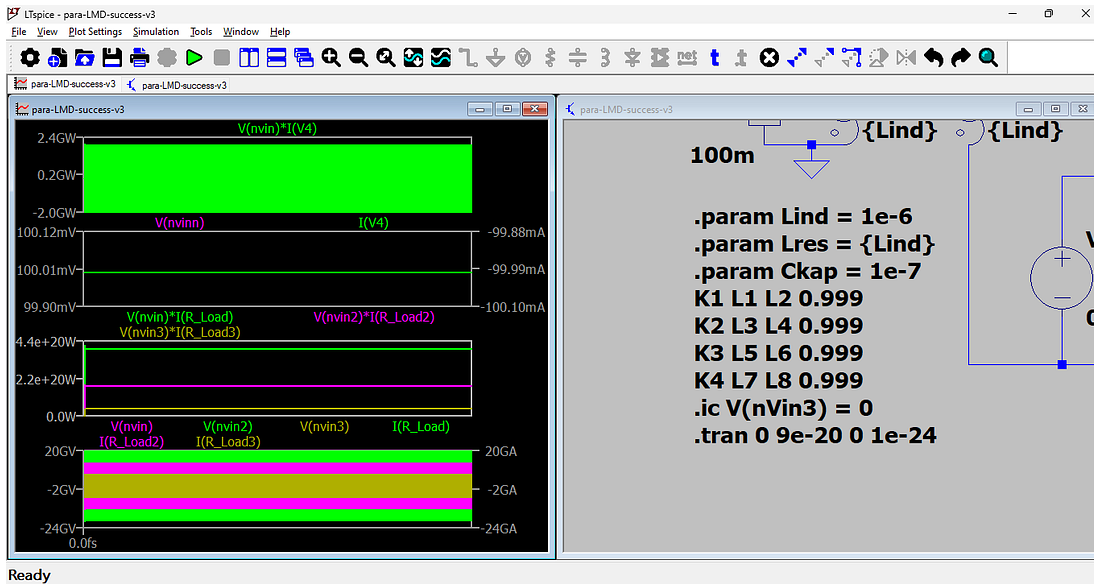 LTspice - para-LMD-success-v3
File View Plot Settings Simulation Tools Window Help
net t t
para-LMD-success-v3 para-LMD-success-v3
para-LMD-success-v3
V(nvin)*I(V4)
2.4GW
0.2GW
-2.0GW
V(nvinn) I(V4)
100.12mV -99.88mA
100.01mV -99.99mA
99.90mV -100.10mA
V(nvin)*I(R_Load) V(nvin2)*I(R_Load2)
V(nvin3)*I(R_Load3)
4.4e+20W
2.2e+20W
0.0W
V(nvin) V(nvin2) V(nvin3) I(R_Load)
I(R_Load2) I(R_Load3)
20GV 20GA
-2GV -2GA
-24GV -24GA
0.0fs
para-LMD-success-v3
{Lind} {Lind}
100m
.param Lind = 1e-6
.param Lres = {Lind}
.param Ckap = 1e-7
K1 L1 L2 0.999
K2 L3 L4 0.999
K3 L5 L6 0.999
K4 L7 L8 0.999
.ic V(nVin3) = 0
.tran 0 9e-20 0 1e-24
Ready